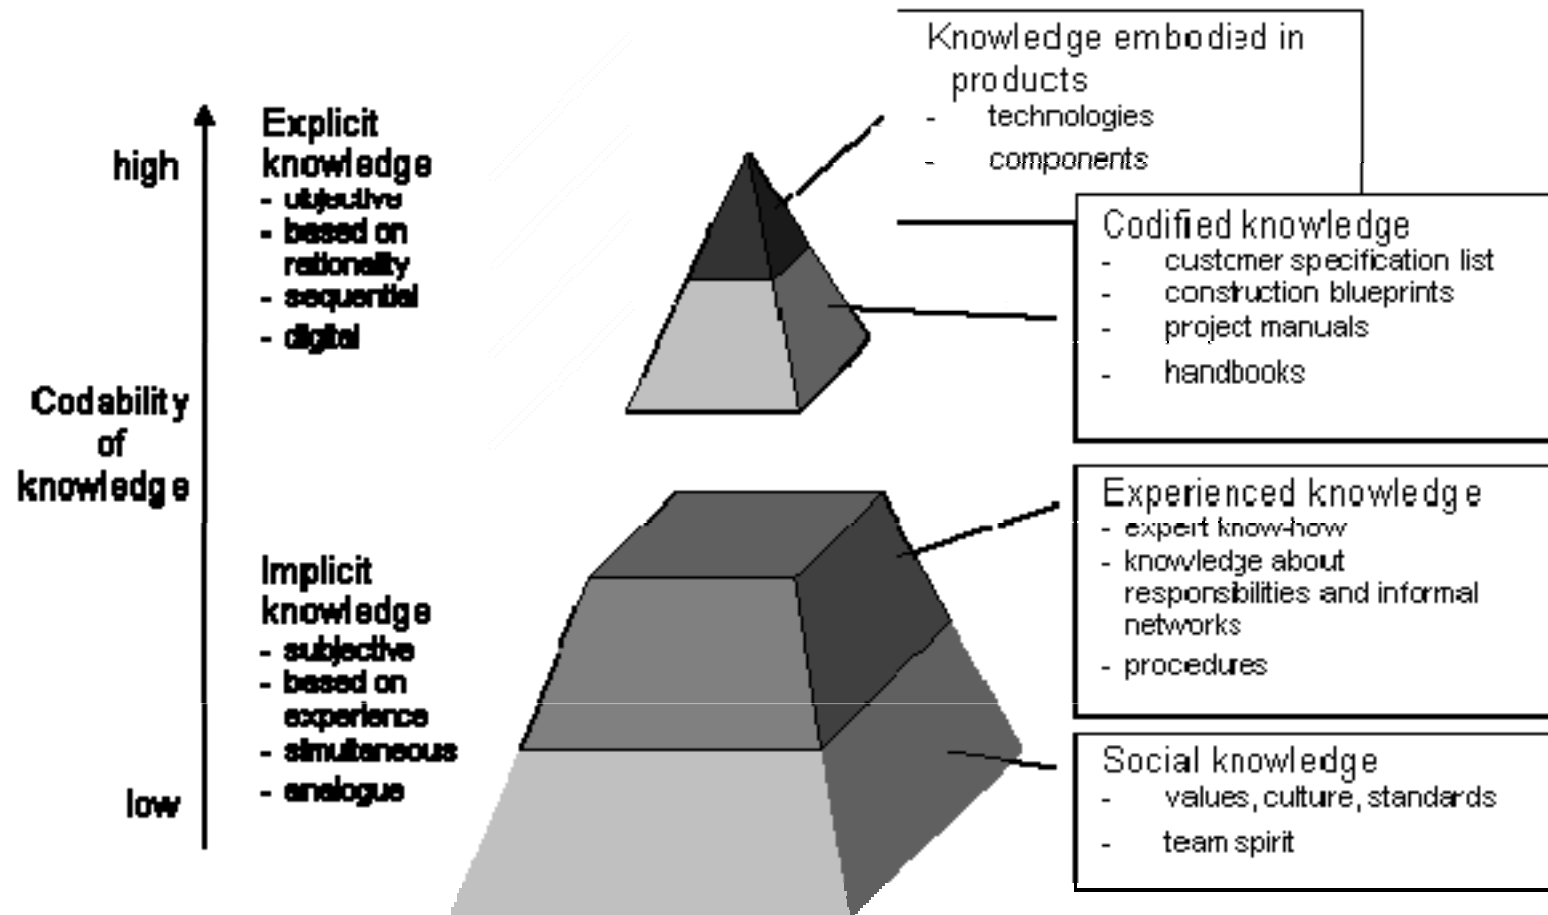 high
Codability
of
knowledge
low
Explicit
knowledge
- objective
- based on
rationality
- sequential
- digital
Implicit
knowledge
- subjective
- based on
experience
- simultaneous
- analogue
Knowledge embodied in
products
- technologies
- components
Codified knowledge
- customer specification list
- construction blueprints
- project manuals
- handbooks
Experienced knowledge
- expert know-how
- knowledge about
responsibilities and informal
networks
- procedures
Social knowledge
- values, culture, standards
- team spirit